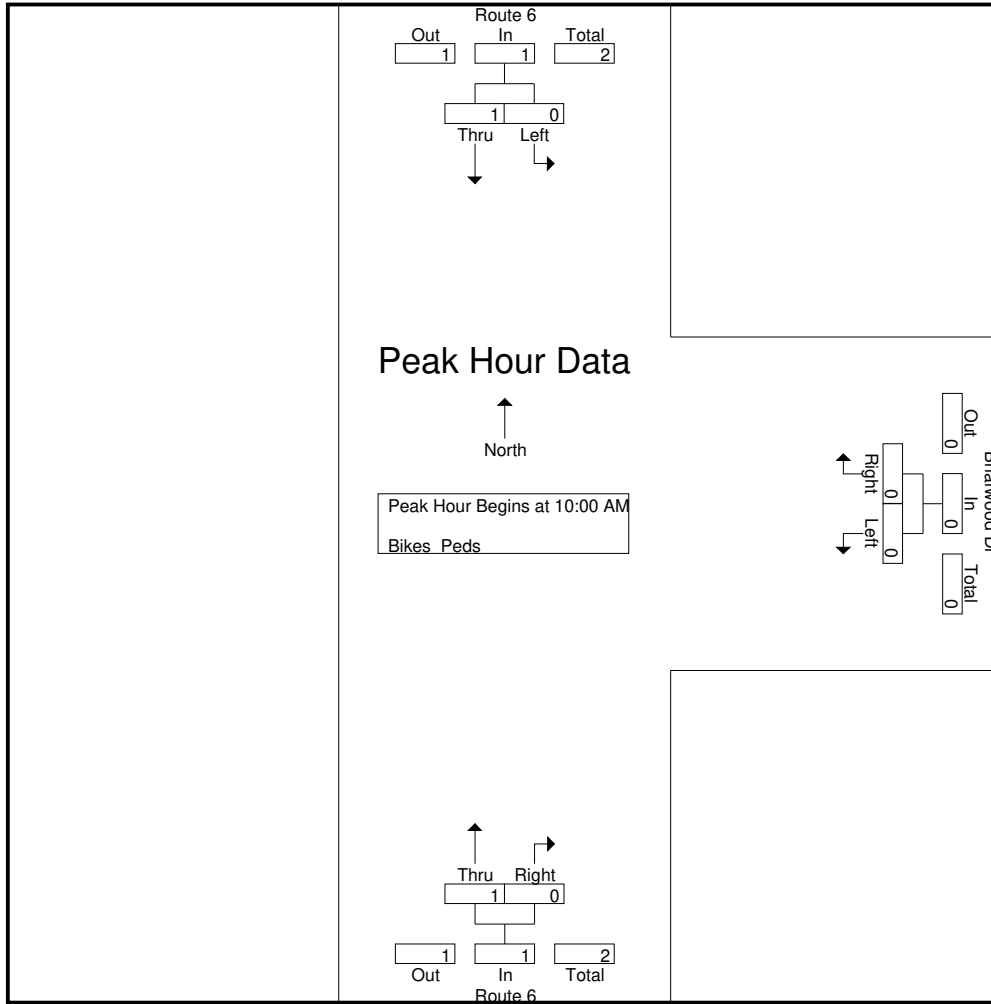 Route 6
Out In Total
1 1 2
1 0
Thru Left
Peak Hour Data
North
Peak Hour Begins at 10:00 AM
Bikes Peds
Right Left
0 0
Out In Total
0 0 0
Thru Right
1 0
1 1 2
Out In Total
Route 6